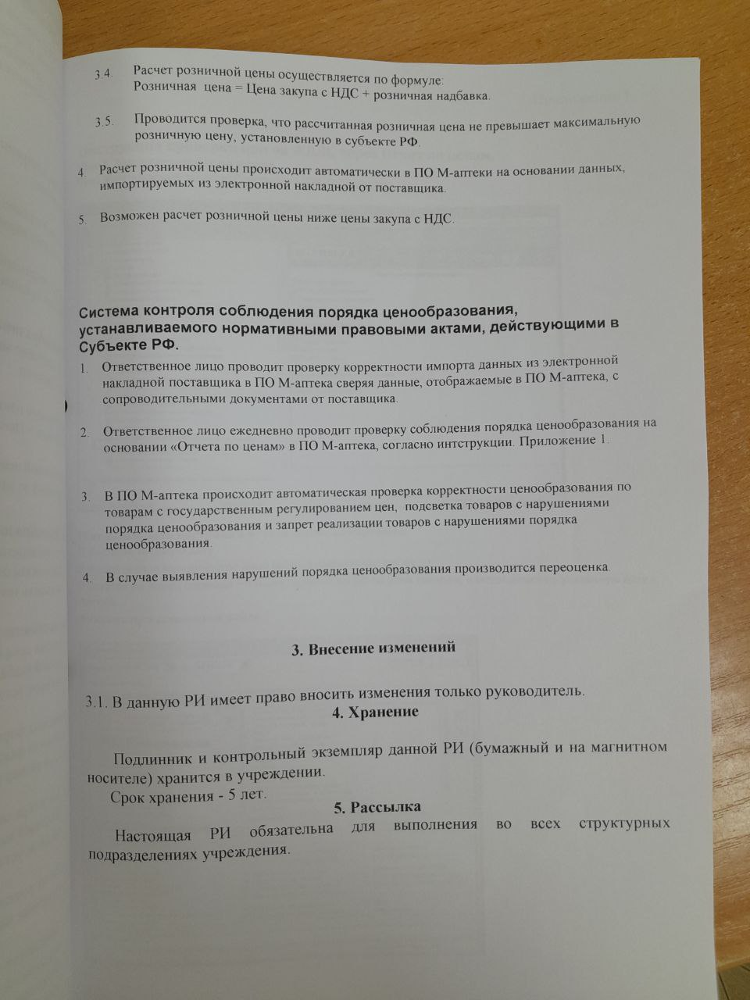 3.4. Расчет розничной цены осуществляется по формуле:
Розничная цена = Цена закупа с НДС + розничная надбавка.
3.5. Проводится проверка, что рассчитанная розничная цена не превышает максимальную
розничную цену, установленную в субъекте РФ.
4. Расчет розничной цены происходит автоматически в ПО М-аптеки на основании данных,
импортируемых из электронной накладной от поставщика.
5. Возможен расчет розничной цены ниже цены закупа с НДС.
Система контроля соблюдения порядка ценообразования,
устанавливаемого нормативными правовыми актами, действующими в
Субъекте РФ.
1. Ответственное лицо проводит проверку корректности импорта данных из электронной
накладной поставщика в ПО М-аптека сверяя данные, отображаемые в ПО М-аптека, с
сопроводительными документами от поставщика.
2. Ответственное лицо ежедневно проводит проверку соблюдения порядка ценообразования на
основании «Отчета по ценам» в ПО М-аптека, согласно интструкции. Приложение 1.
3. В ПО М-аптека происходит автоматическая проверка корректности ценообразования по
товарам с государственным регулированием цен, подсветка товаров с нарушениями
порядка ценообразования и запрет реализации товаров с нарушениями порядка
ценообразования.
4. В случае выявления нарушений порядка ценообразования производится переоценка.
3. Внесение изменений
3.1. В данную РИ имеет право вносить изменения только руководитель.
4. Хранение
Подлинник и контрольный экземпляр данной РИ (бумажный и на магнитном
носителе) хранится в учреждении.
Срок хранения - 5 лет.
5. Рассылка
Настоящая РИ обязательна для выполнения во всех структурных
подразделениях учреждения.